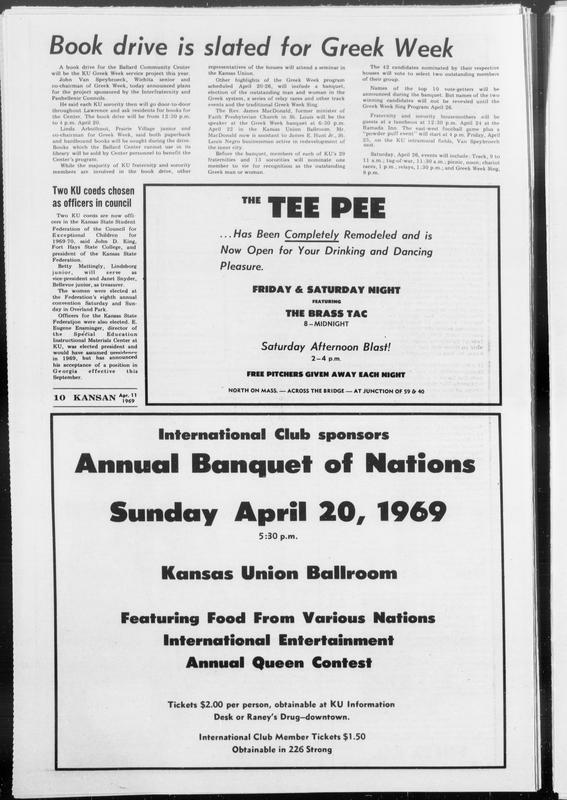 Book drive is slated for Greek Week
A book drive for the Ballard Community Center
will be the KU Greek Week service project this year.
John Van Speybroeck, Wichita senior and
co-chairman of Greek Week, today announced plans
for the project sponsored by the Interfraternity and
Panhellenic Councils.
He said each KU sorority then will go door-to-door
throughout Lawrence and ask residents for books for
the Center. The book drive will be from 12:30 p.m.
to 4 p.m. April 20.
Linda Arbuthnot, Prairie Village junior and
co-chairman for Greek Week, said both paperback
and hardbound books will be sought during the drive.
Books which the Ballard Center cannot use in its
library will be sold by Center personnel to benefit the
Center's program.
While the majority of KU fraternity and sorority
members are involved in the book drive, other
representatives of the houses will attend a seminar in
the Kansas Union.
Other highlights of the Greek Week program
scheduled April 20-26, will include a banquet,
election of the outstanding man and woman in the
Greek system, a series of relay races and other track
events and the traditional Greek Week Sing.
The Rev. James MacDonald, former minister of
Faith Presbyterian Church in St. Louis will be the
speaker at the Greek Week banquet at 6:30 p.m.
April 22 in the Kansas Union Ballroom. Mr.
MacDonald now is assistant to James E. Hurt Jr., St.
Louis Negro businessman active in redevelopment of
the inner city.
Before the banquet, members of each of KU's 29
fraternities and 13 sororities will nominate one
member to vie for recognition as the outstanding
Greek man or woman.
The 42 candidates nominated by their respective
houses will vote to select two outstanding members
of their group.
Names of the top 10 vote-getters will be
announced during the banquet. But names of the two
winning candidates will not be revealed until the
Greek Week Sing Program April 26.
Fraternity and sorority housemothers will be
guests at a luncheon at 12:30 p.m. April 24 at the
Ramada Inn. The east-west football game plus a
"powder puff event" will start at 4 p.m. Friday, April
25, on the KU intramural fields, Van Speybroeck
said.
Saturday, April 26, events will include: Track, 9 to
11 a.m.; tug-of-war, 11:30 a.m.; picnic, noon; chariot
races, 1 p.m.; relays, 1:30 p.m.; and Greek Week Sing,
8 p.m.
Two KU coeds chosen
as officers in council
Two KU coeds are now offi-
cers in the Kansas State Student
Federation of the Council for
Exceptional Children for
1969-70, said John D. King,
Fort Hays State College, and
president of the Kansas State
Federation.
Betty Mattingly, Lindsborg
junior, will serve as
vice-president and Janet Snyder,
Bellevue junior, as treasurer.
The women were elected at
the Federation's eighth annual
convention Saturday and Sun-
day in Overland Park.
Officers for the Kansas State
Federatijon were also elected. E.
Eugene Ensminger, director of
the Special Education
Instructional Materials Center at
KU, was elected president and
would have assumed presidency
in 1969, but has announced
his acceptance of a position in
Georgia effective this
September.
10 KANSAN Apr. 11
1969
THE TEE PEE
...Has Been Completely Remodeled and is
Now Open for Your Drinking and Dancing
Pleasure.
FRIDAY & SATURDAY NIGHT
FEATURING
THE BRASS TAC
8-MIDNIGHT
Saturday Afternoon Blast!
2-4 p.m.
FREE PITCHERS GIVEN AWAY EACH NIGHT
NORTH ON MASS. — ACROSS THE BRIDGE — AT JUNCTION OF 59 & 40
International Club sponsors
Annual Banquet of Nations
Sunday April 20, 1969
5:30 p.m.
Kansas Union Ballroom
Featuring Food From Various Nations
International Entertainment
Annual Queen Contest
Tickets $2.00 per person, obtainable at KU Information
Desk or Raney's Drug—downtown.
International Club Member Tickets $1.50
Obtainable in 226 Strong